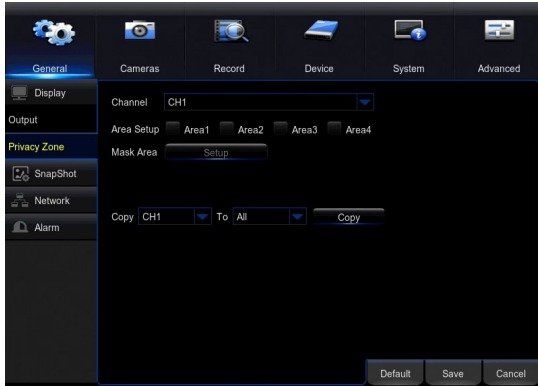 General Cameras Record Device System Advanced
Display
Output
Privacy Zone
SnapShot
Network
Alarm
Channel CH1
Area Setup Area1 Area2 Area3 Area4
Mask Area Setup
Copy CH1 To All Copy
Default Save Cancel